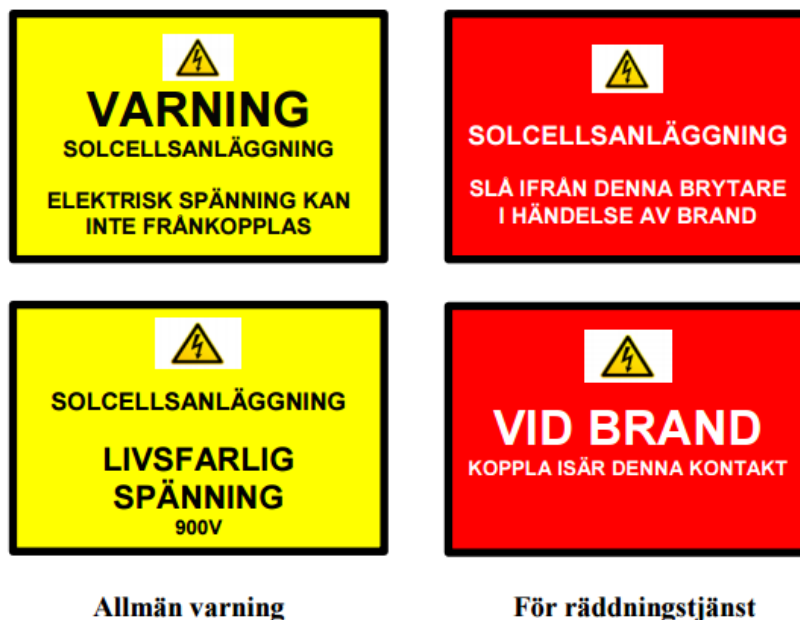 VARNING
SOLCELLSANLÄGGNING
ELEKTRISK SPÄNNING KAN
INTE FRÅNKOPPLAS
SOLCELLSANLÄGGNING
SLÅ IFRÅN DENNA BRYTARE
I HÄNDELSE AV BRAND
SOLCELLSANLÄGGNING
LIVSFARLIG
SPÄNNING
900V
VID BRAND
KOPPLA ISÄR DENNA KONTAKT
Allmän varning
För räddningstjänst